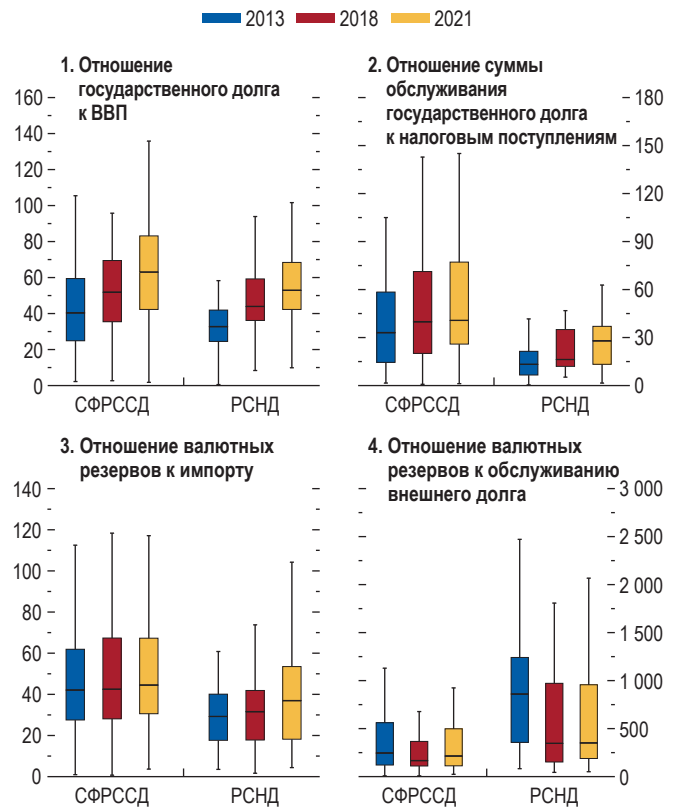 2013 2018 2021
1. Отношение
государственного долга
к ВВП
160
140
120
100
80
60
40
20
0
СФРССД РСНД
2. Отношение суммы
обслуживания
государственного долга
к налоговым поступлениям
180
150
120
90
60
30
0
СФРССД РСНД
3. Отношение валютных
резервов к импорту
140
120
100
80
60
40
20
0
СФРССД РСНД
4. Отношение валютных
резервов к обслуживанию
внешнего долга
3 000
2 500
2 000
1 500
1 000
500
0
СФРССД РСНД